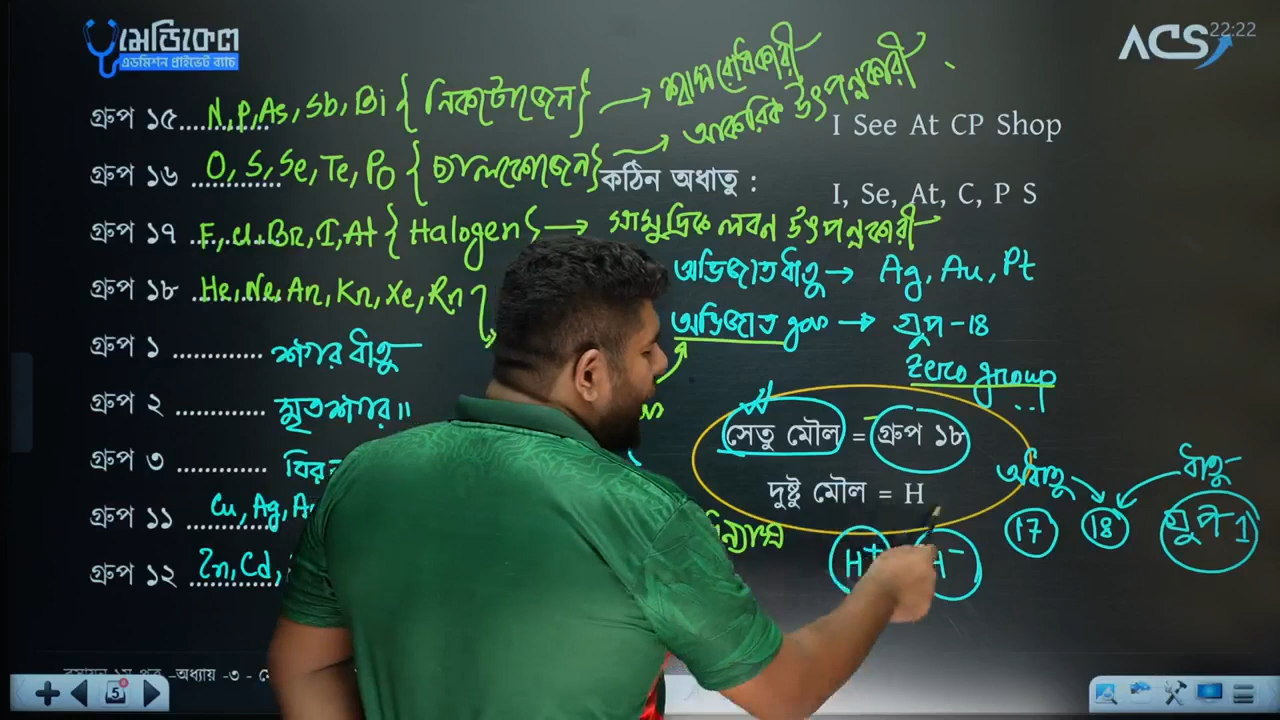 মেডিকেল
এডমিশন প্রাইভেট ব্যাচ
ACS
22:22
গ্রুপ ১৫............ N, P, As, Sb, Bi { নিকটোজেন } → শ্বাসরোধকারী
গ্রুপ ১৬ ............ O, S, Se, Te, Po { চ্যালকোজেন } → আকরিক উৎপন্নকারী
গ্রুপ ১৭ ............ F, Cl, Br, I, At { Halogen } → সামুদ্রিক লবন উৎপন্নকারী
গ্রুপ ১৮ ............ He, Ne, Ar, Kr, Xe, Rn
গ্রুপ ১ ............ ক্ষার ধাতু
গ্রুপ ২ ............ মৃৎক্ষার "
গ্রুপ ৩ ............
গ্রুপ ১১ ............ Cu, Ag,
গ্রুপ ১২ ............ Zn, Cd,
I See At CP Shop
কঠিন অধাতু :
I, Se, At, C, P S
অভিজাত ধাতু → Ag, Au, Pt
অভিজাত gas → গ্রুপ -18
Zero group
সেতু মৌল = গ্রুপ ১৮
দুষ্টু মৌল = H
H+ H-
অধাতু ধাতু
17 18 গ্রুপ 1
5